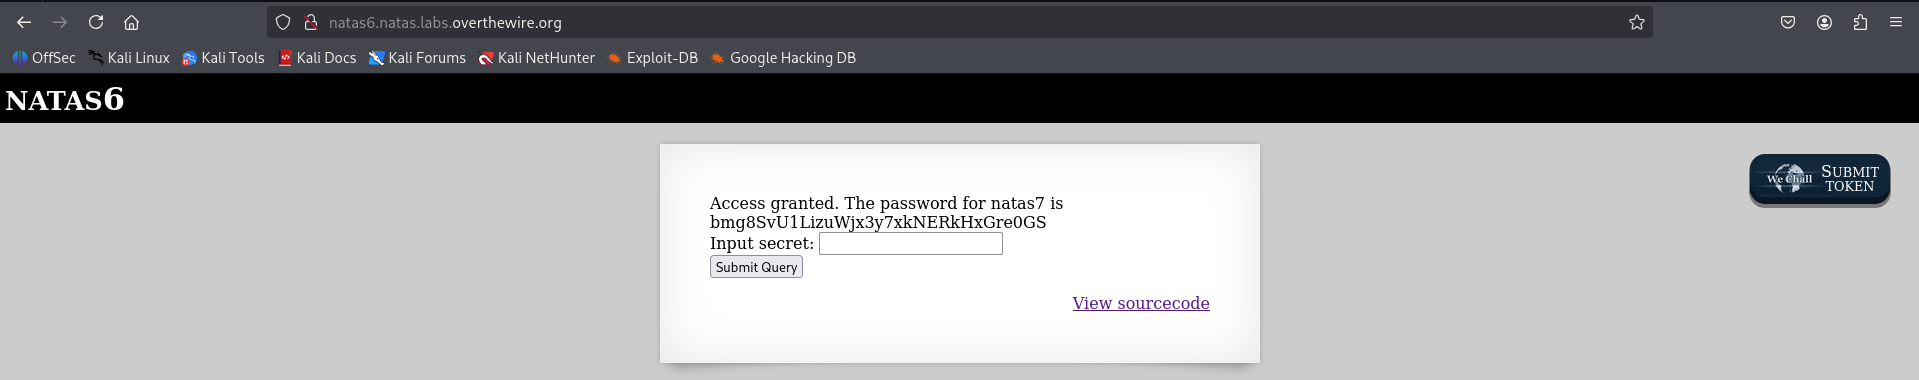 natas6.natas.labs.overthewire.org
OffSec Kali Linux Kali Tools Kali Docs Kali Forums Kali NetHunter Exploit-DB Google Hacking DB
NATAS6
We Chall SUBMIT
TOKEN
Access granted. The password for natas7 is
bmg8SvU1LizuWjx3y7xkNERkHxGre0GS
Input secret:
Submit Query
View sourcecode